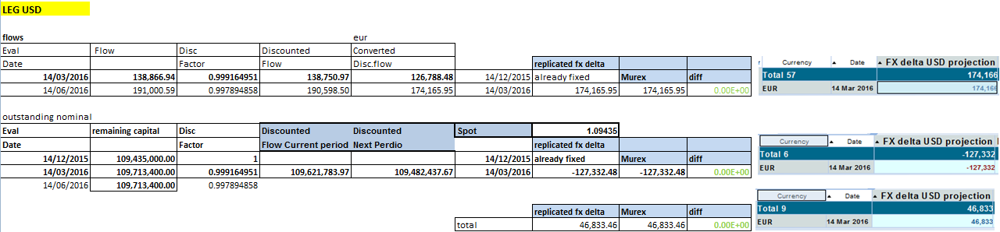 LEG USD
flows eur
Eval Flow Disc Discounted Converted
Date Factor Flow Disc.flow replicated fx delta
14/03/2016 138,866.94 0.999164951 138,750.97 126,788.48 14/12/2015 already fixed Murex diff
14/06/2016 191,000.59 0.997894858 190,598.50 174,165.95 14/03/2016 174,165.95 174,165.95 0.00E+00
Currency Date FX delta USD projection
Total 57 174,166
EUR 14 Mar 2016 174,166
outstanding nominal
Eval remaining capital Disc Discounted Discounted Spot 1.09435
Date Factor Flow Current period Next Perdio replicated fx delta
14/12/2015 109,435,000.00 1 14/12/2015 already fixed Murex diff
14/03/2016 109,713,400.00 0.999164951 109,621,783.97 109,482,437.67 14/03/2016 -127,332.48 -127,332.48 0.00E+00
14/06/2016 109,713,400.00 0.997894858
Currency Date FX delta USD projection
Total 6 -127,332
EUR 14 Mar 2016 -127,332
replicated fx delta Murex diff
total 46,833.46 46,833.46 0.00E+00
Currency Date FX delta USD projection
Total 9 46,833
EUR 14 Mar 2016 46,833